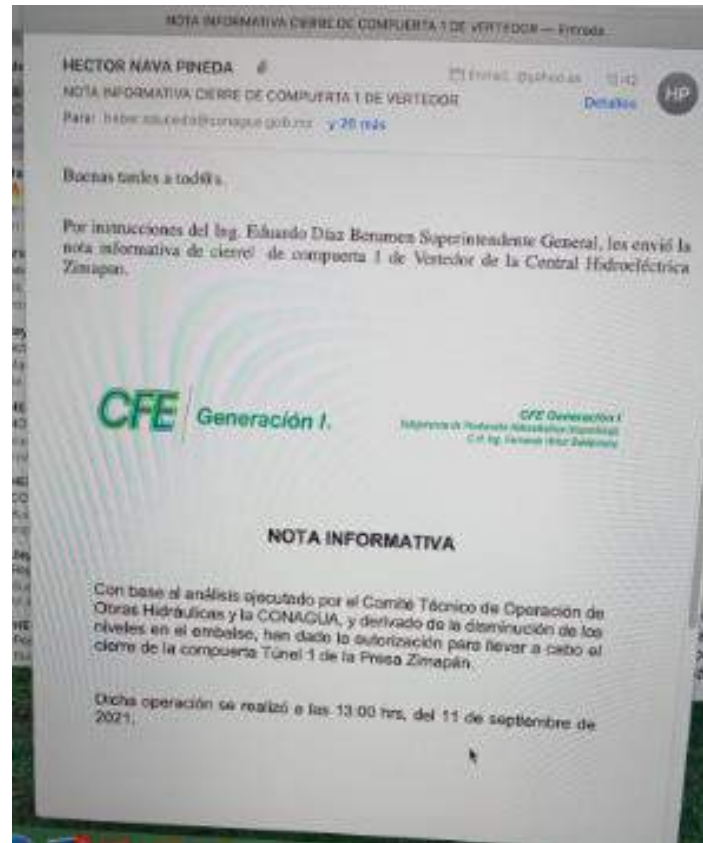 NOTA INFORMATIVA CIERRE DE COMPUERTA 1 DE VERTEDOR — Entrada
HECTOR NAVA PINEDA
NOTA INFORMATIVA CIERRE DE COMPUERTA 1 DE VERTEDOR
Detalles
HP
Para: y 20 más
Buenas tardes a tod@s.
Por instrucciones del Ing. Eduardo Díaz Berumen Superintendente General, les envió la
nota informativa de cierrel de compuerta 1 de Vertedor de la Central Hidroeléctrica
Zimapan.
CFE Generación I.
CFE Generación I
NOTA INFORMATIVA
Con base al análisis ejecutado por el Comité Técnico de Operación de
Obras Hidráulicas y la CONAGUA, y derivado de la disminución de los
niveles en el embalse, han dado la autorización para llevar a cabo el
cierre de la compuerta Túnel 1 de la Presa Zimapán.
Dicha operación se realizó a las 13:00 hrs, del 11 de septiembre de
2021.